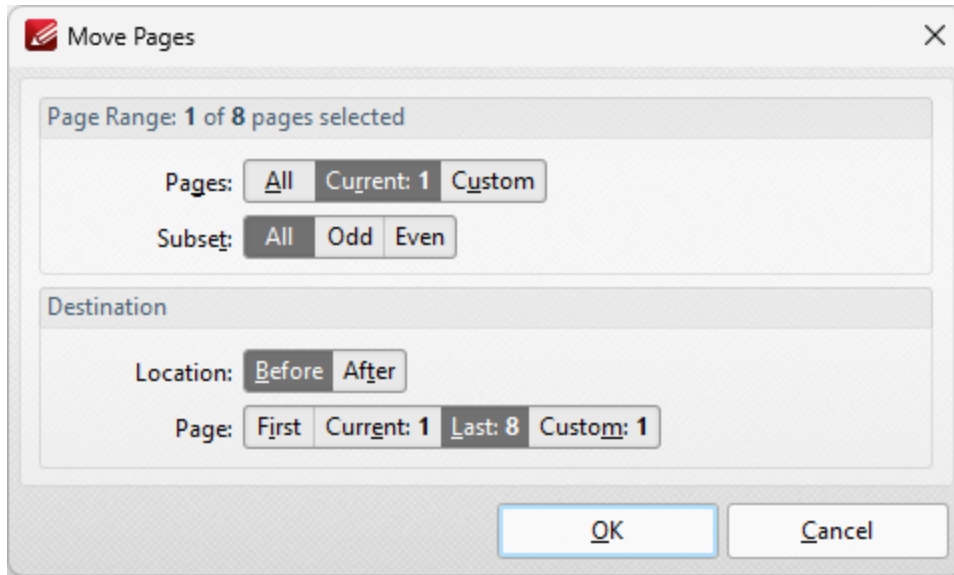 Move Pages
Page Range: 1 of 8 pages selected
Pages: All Current: 1 Custom
Subset: All Odd Even
Destination
Location: Before After
Page: First Current: 1 Last: 8 Custom: 1
OK Cancel